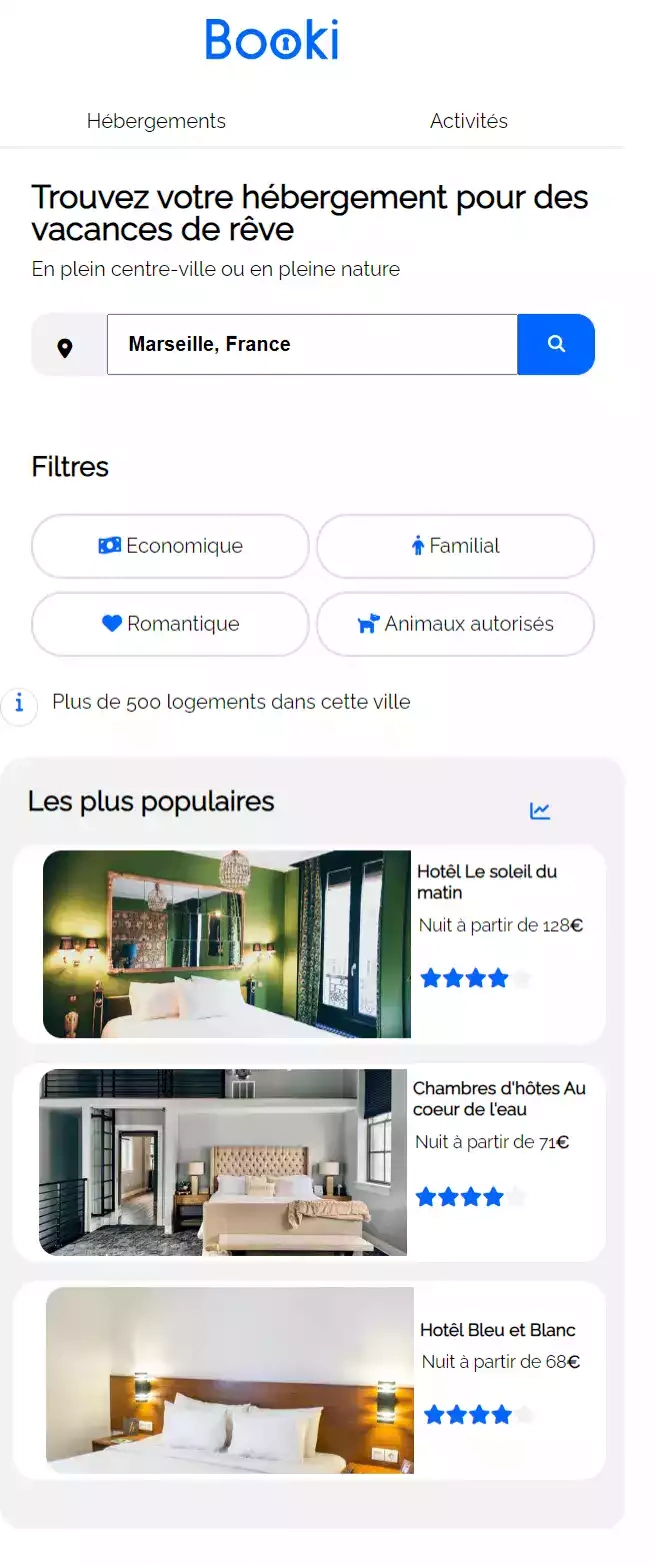 Booki
Hébergements
Activités
Trouvez votre hébergement pour des
vacances de rêve
En plein centre-ville ou en pleine nature
Marseille, France
Filtres
Economique
Familial
Romantique
Animaux autorisés
Plus de 500 logements dans cette ville
Les plus populaires
Hotêl Le soleil du
matin
Nuit à partir de 128€
Chambres d'hôtes Au
coeur de l'eau
Nuit à partir de 71€
Hotêl Bleu et Blanc
Nuit à partir de 68€